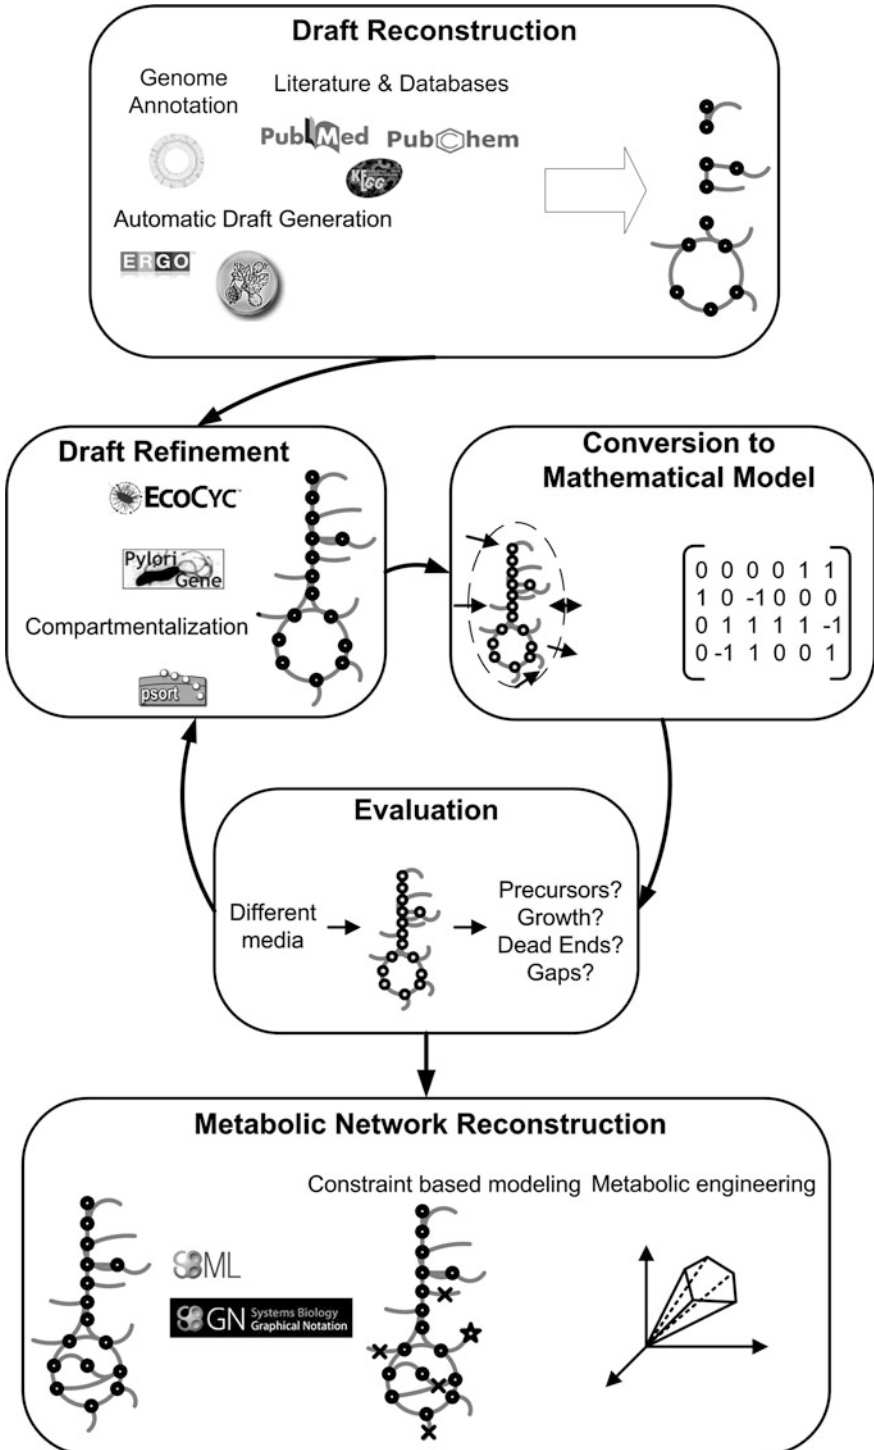 Draft Reconstruction
Genome
Annotation
Literature & Databases
PubMed
PubChem
KEGG
Automatic Draft Generation
ERGO
Draft Refinement
ECOCYC
Pylori
Gene
Compartmentalization
psort
Conversion to
Mathematical Model
0 0 0 0 1 1
1 0 -1 0 0 0
0 1 1 1 1 -1
0 -1 1 0 0 1
Evaluation
Different
media
Precursors?
Growth?
Dead Ends?
Gaps?
Metabolic Network Reconstruction
Constraint based modeling
Metabolic engineering
SBML
SBGN Systems Biology
Graphical Notation